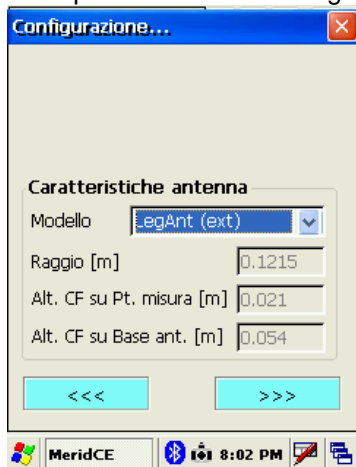 Configurazione...
Caratteristiche antenna
Modello LegAnt (ext)
Raggio [m] 0.1215
Alt. CF su Pt. misura [m] 0.021
Alt. CF su Base ant. [m] 0.054
<<< >>>
MeridCE 8:02 PM